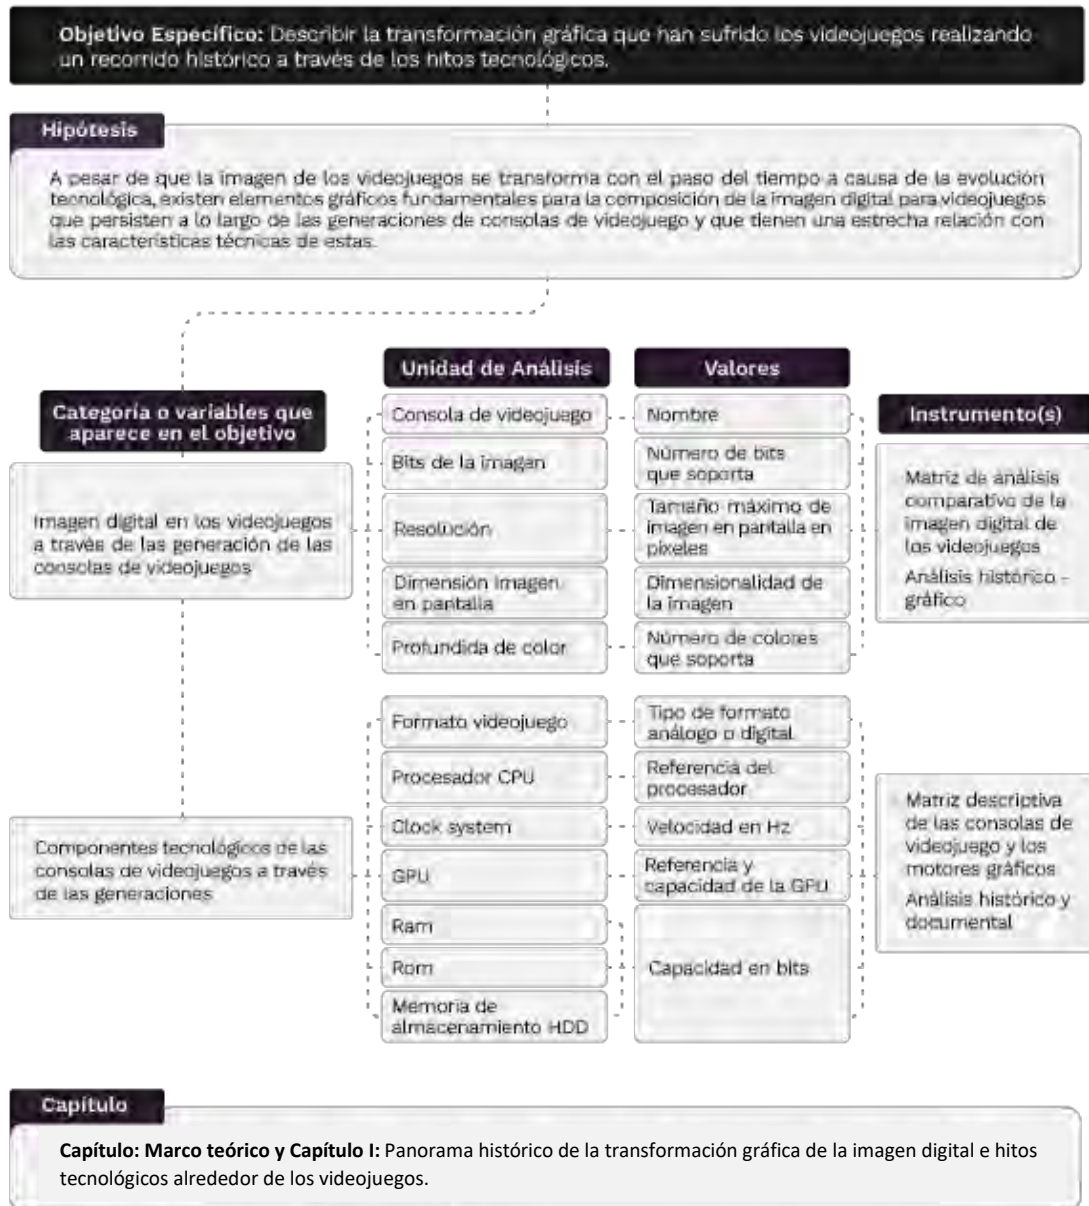 Objetivo Específico: Describir la transformación gráfica que han sufrido los videojuegos realizando
un recorrido histórico a través de los hitos tecnológicos.
Hipótesis
A pesar de que la imagen de los videojuegos se transforma con el paso del tiempo a causa de la evolución
tecnológica, existen elementos gráficos fundamentales para la composición de la imagen digital para videojuegos
que persisten a lo largo de las generaciones de consolas de videojuego y que tienen una estrecha relación con
las características técnicas de estas.
Categoría o variables que
aparece en el objetivo
Unidad de Análisis
Valores
Instrumento(s)
Imagen digital en los videojuegos
a través de las generación de las
consolas de videojuegos
Consola de videojuego
Nombre
Bits de la imagen
Número de bits
que soporta
Resolución
Tamaño máximo de
imagen en pantalla en
pixeles
Dimensión Imagen
en pantalla
Dimensionalidad de
la imagen
Profundida de color
Número de colores
que soporta
Matriz de análisis
comparativo de la
imagen digital de
los videojuegos
Análisis histórico -
gráfico
Componentes tecnológicos de las
consolas de videojuegos a través
de las generaciones
Formato videojuego
Tipo de formato
análogo o digital
Procesador CPU
Referencia del
procesador
Clock system
Velocidad en Hz
GPU
Referencia y
capacidad de la GPU
Ram
Rom
Memoria de
almacenamiento HDD
Capacidad en bits
Matriz descriptiva
de las consolas de
videojuego y los
motores gráficos
Análisis histórico y
documental
Capítulo
Capítulo: Marco teórico y Capítulo I: Panorama histórico de la transformación gráfica de la imagen digital e hitos
tecnológicos alrededor de los videojuegos.